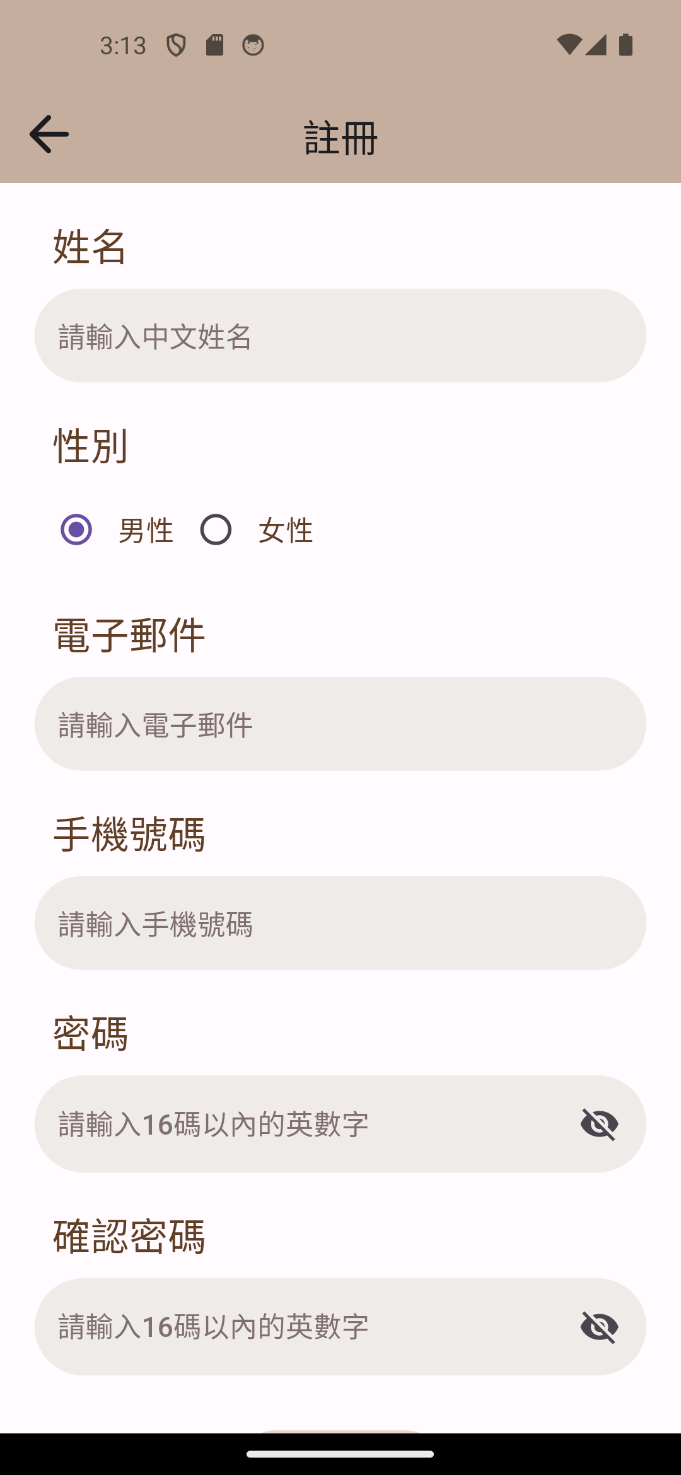 3:13
註冊
姓名
請輸入中文姓名
性別
男性 女性
電子郵件
請輸入電子郵件
手機號碼
請輸入手機號碼
密碼
請輸入16碼以內的英數字
確認密碼
請輸入16碼以內的英數字